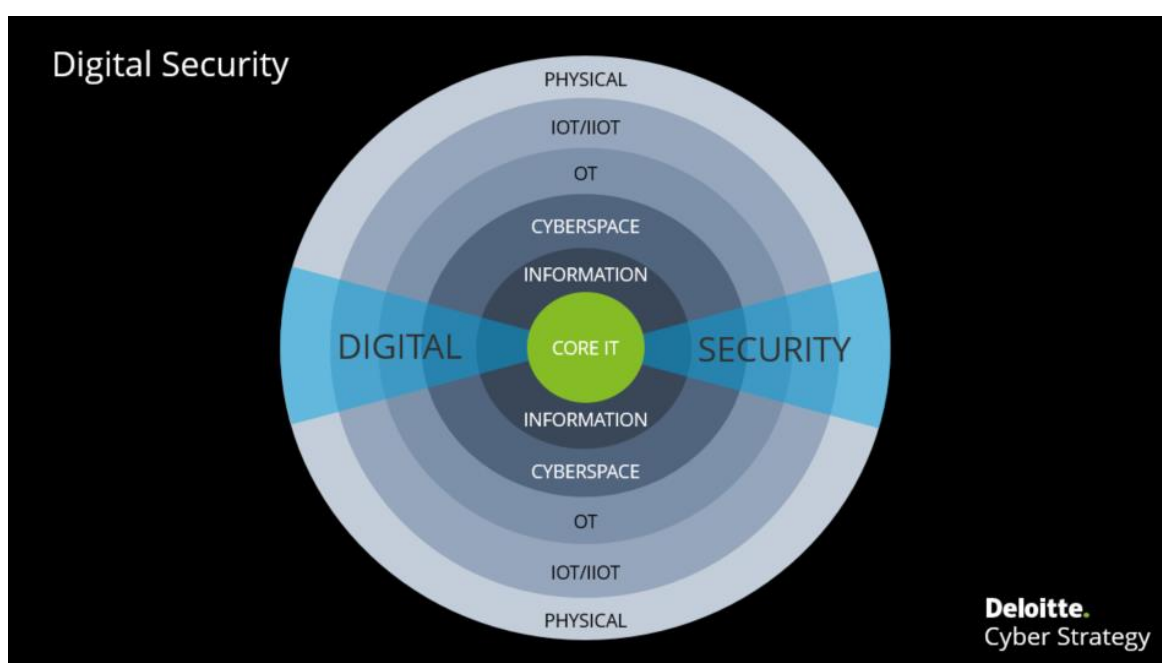 Digital Security
PHYSICAL
IOT/IIOT
OT
CYBERSPACE
INFORMATION
DIGITAL
CORE IT
SECURITY
INFORMATION
CYBERSPACE
OT
IOT/IIOT
PHYSICAL
Deloitte.
Cyber Strategy